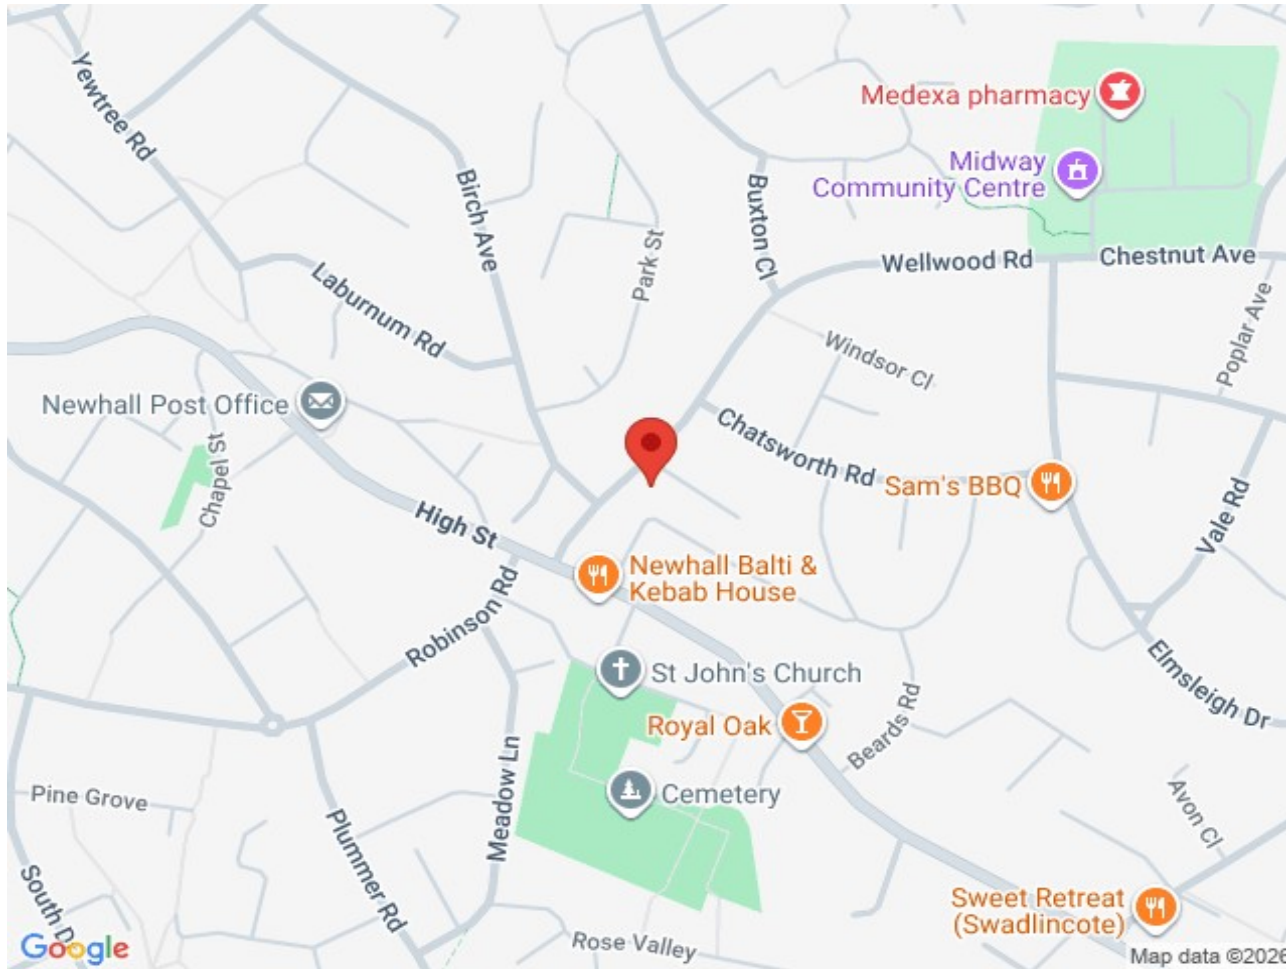 Yewtree Rd
Birch Ave
Buxton Cl
Medexa pharmacy
Midway
Community Centre
Park St
Wellwood Rd
Chestnut Ave
Laburnum Rd
Windsor Cl
Poplar Ave
Newhall Post Office
Chapel St
High St
Chatsworth Rd
Sam's BBQ
Vale Rd
Newhall Balti &
Kebab House
Robinson Rd
St John's Church
Royal Oak
Beards Rd
Elmsleigh Dr
Meadow Ln
Cemetery
Pine Grove
Plummer Rd
Avon Cl
South D
Sweet Retreat
(Swadlincote)
Rose Valley
Google
Map data ©2026